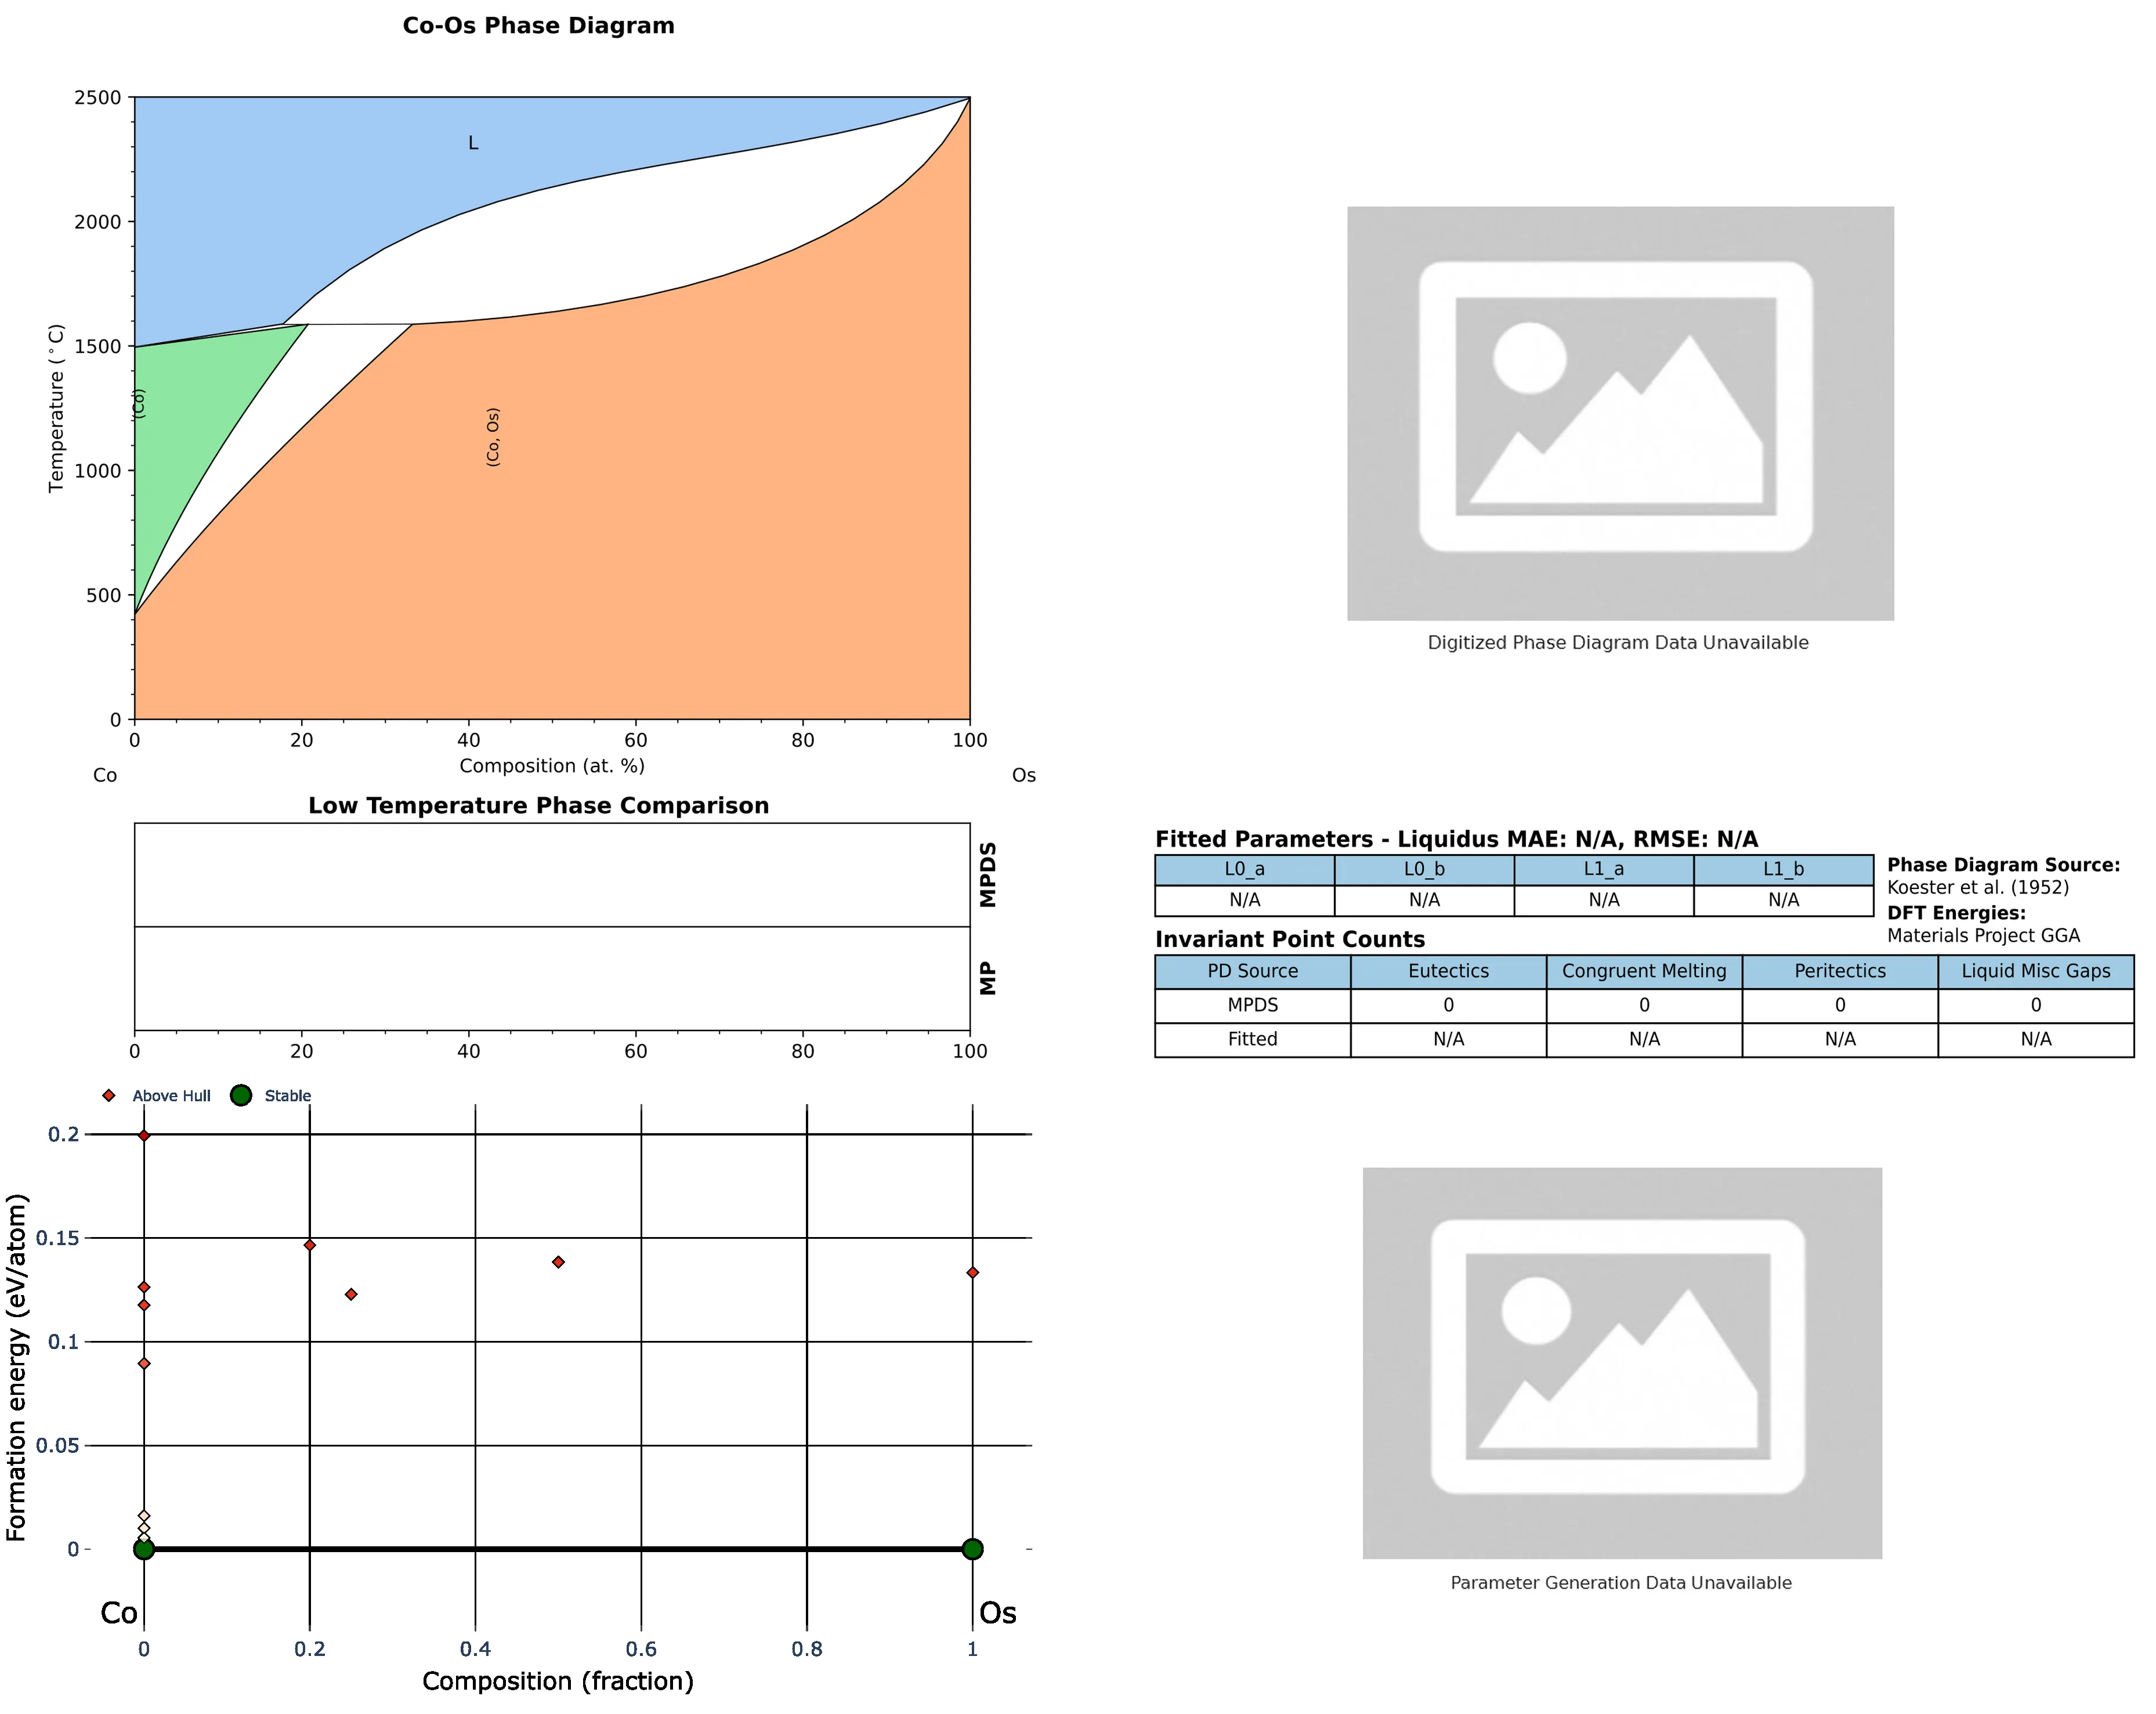 Co-Os Phase Diagram
2500
2000
1500
1000
500
0
Temperature (°C)
L
(Co)
(Co, Os)
0 20 40 60 80 100
Composition (at. %)
Co Os
Digitized Phase Diagram Data Unavailable
Low Temperature Phase Comparison
MPDS
MP
0 20 40 60 80 100
Fitted Parameters - Liquidus MAE: N/A, RMSE: N/A
L0_a L0_b L1_a L1_b
N/A N/A N/A N/A
Phase Diagram Source:
Koester et al. (1952)
DFT Energies:
Materials Project GGA
Invariant Point Counts
PD Source Eutectics Congruent Melting Peritectics Liquid Misc Gaps
MPDS 0 0 0 0
Fitted N/A N/A N/A N/A
Above Hull Stable
0.2
0.15
0.1
0.05
0
Formation energy (eV/atom)
Co Os
0 0.2 0.4 0.6 0.8 1
Composition (fraction)
Parameter Generation Data Unavailable